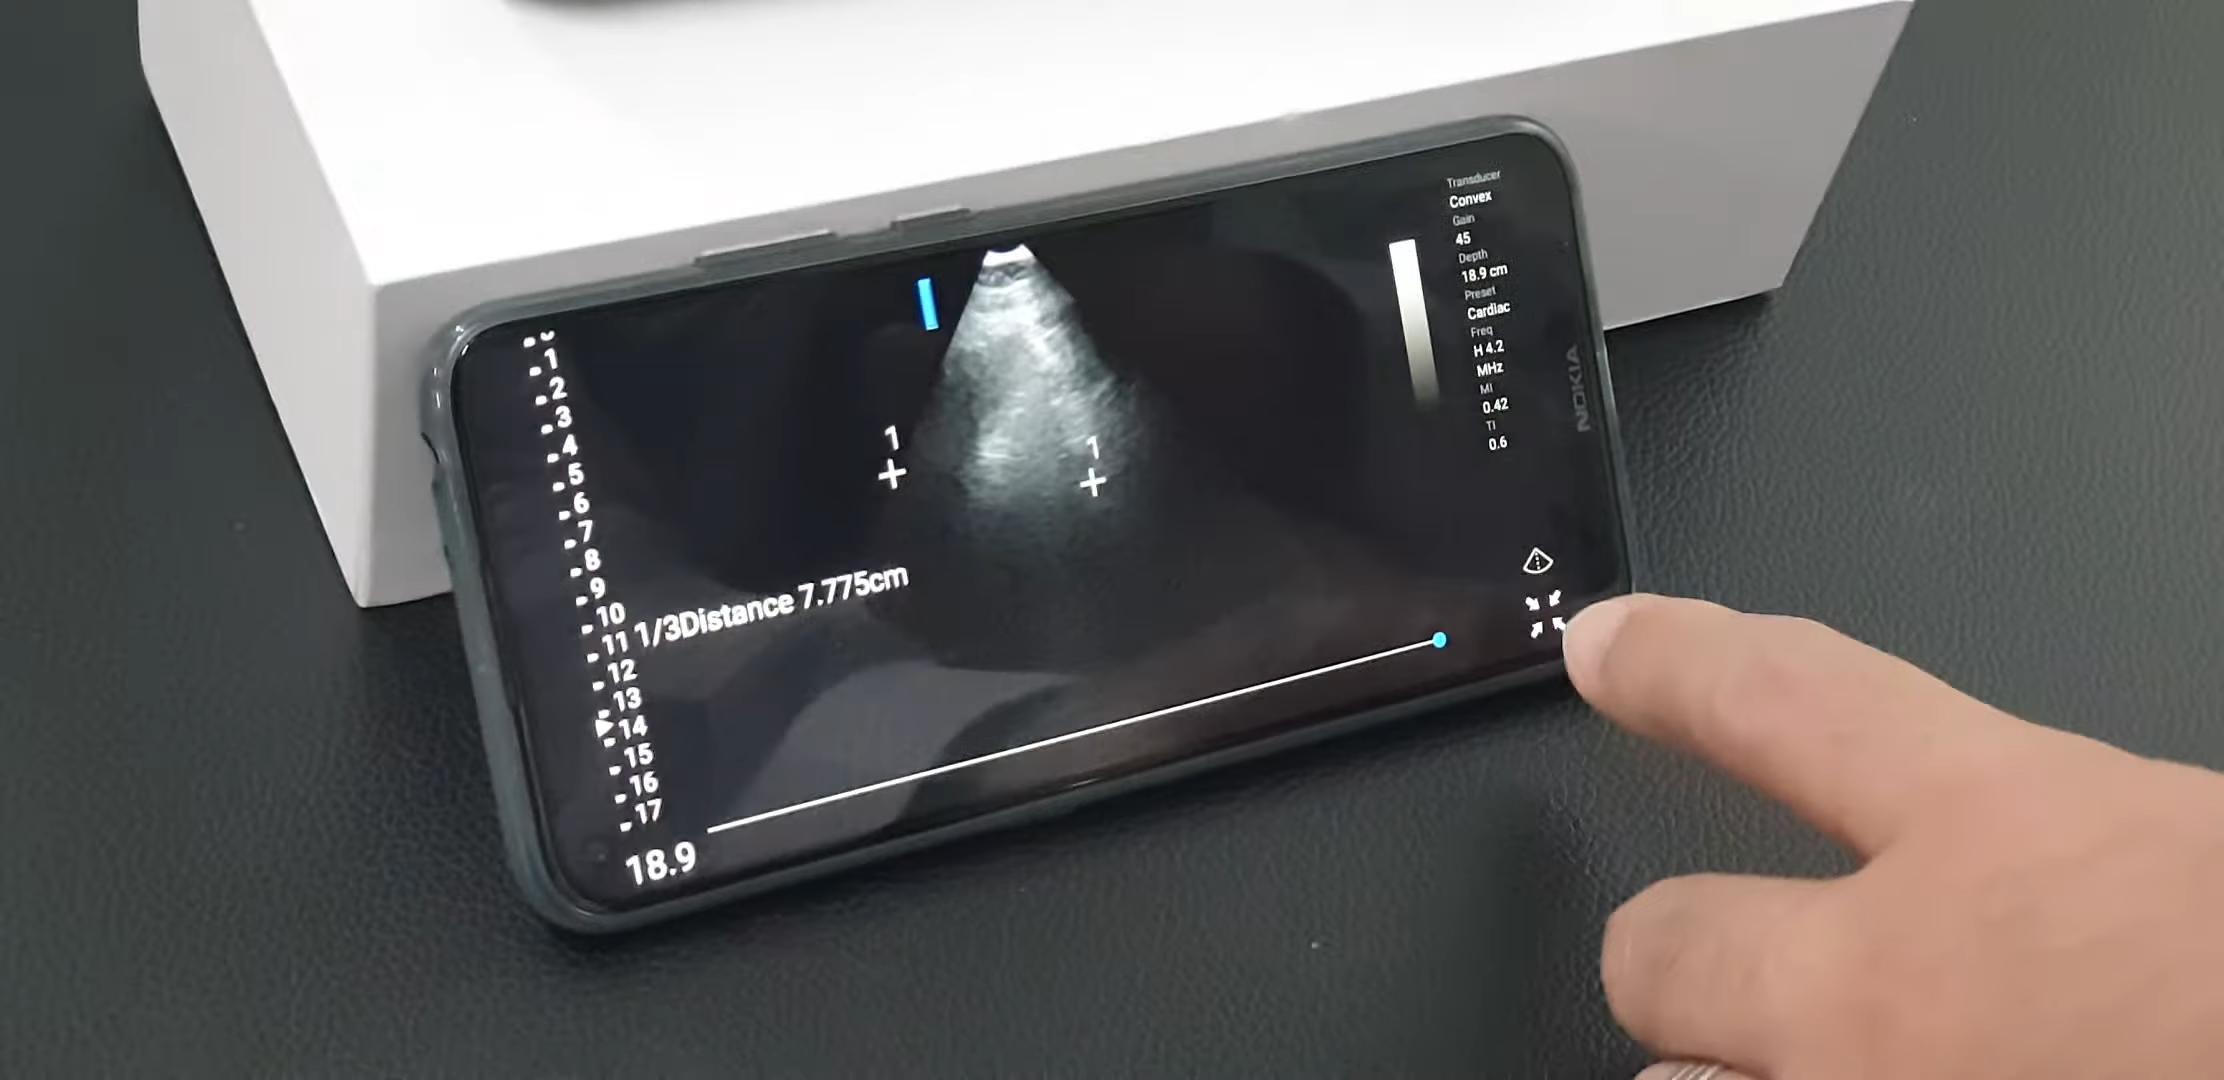 1
2
3
4
5
6
7
8
9
10
11
12
13
14
15
16
17
18.9
1
1
1/3Distance 7.775cm
Transducer
Convex
Gain
45
Depth
18.9 cm
Preset
Cardiac
Freq
H 4.2
MHz
MI
0.42
TI
0.6
NOKIA